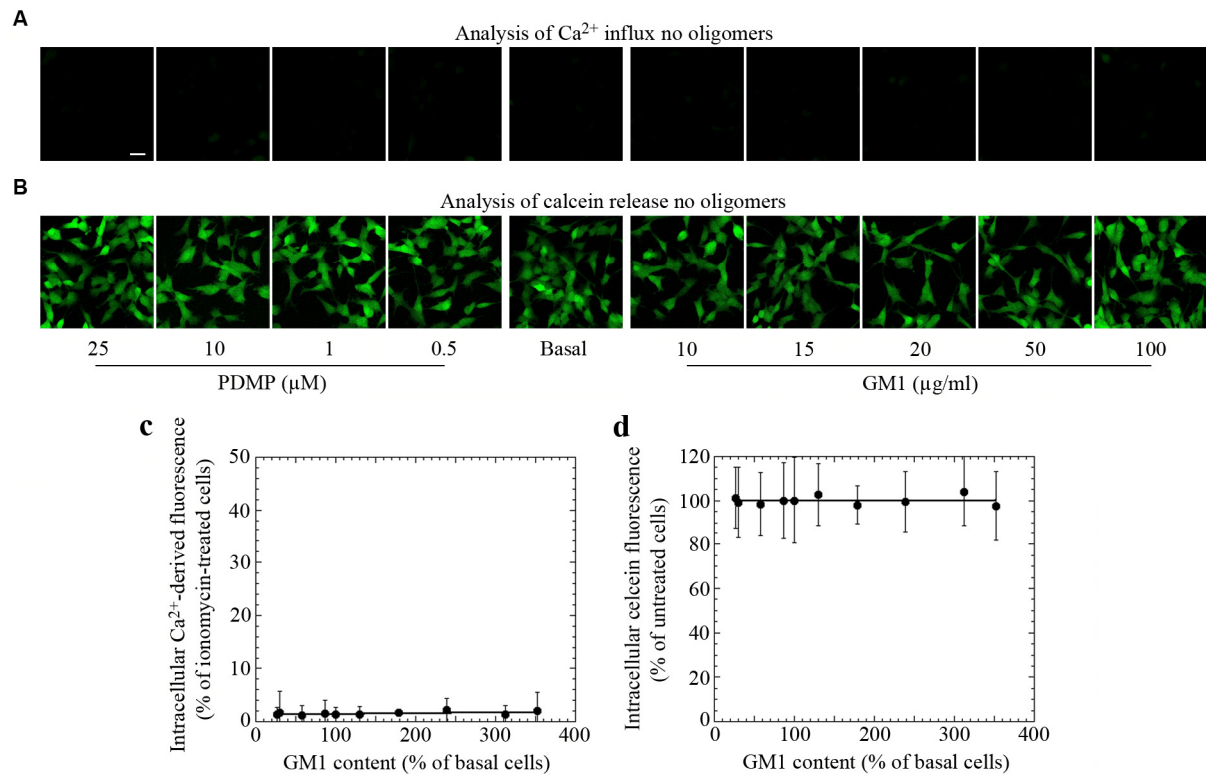 A
Analysis of Ca²⁺ influx no oligomers
B
Analysis of calcein release no oligomers
25 10 1 0.5 Basal 10 15 20 50 100
PDMP (µM) GM1 (µg/ml)
c
Intracellular Ca²⁺-derived fluorescence
(% of ionomycin-treated cells)
50
40
30
20
10
0
0 100 200 300 400
GM1 content (% of basal cells)
d
Intracellular celcein fluorescence
(% of untreated cells)
120
100
80
60
40
20
0
0 100 200 300 400
GM1 content (% of basal cells)